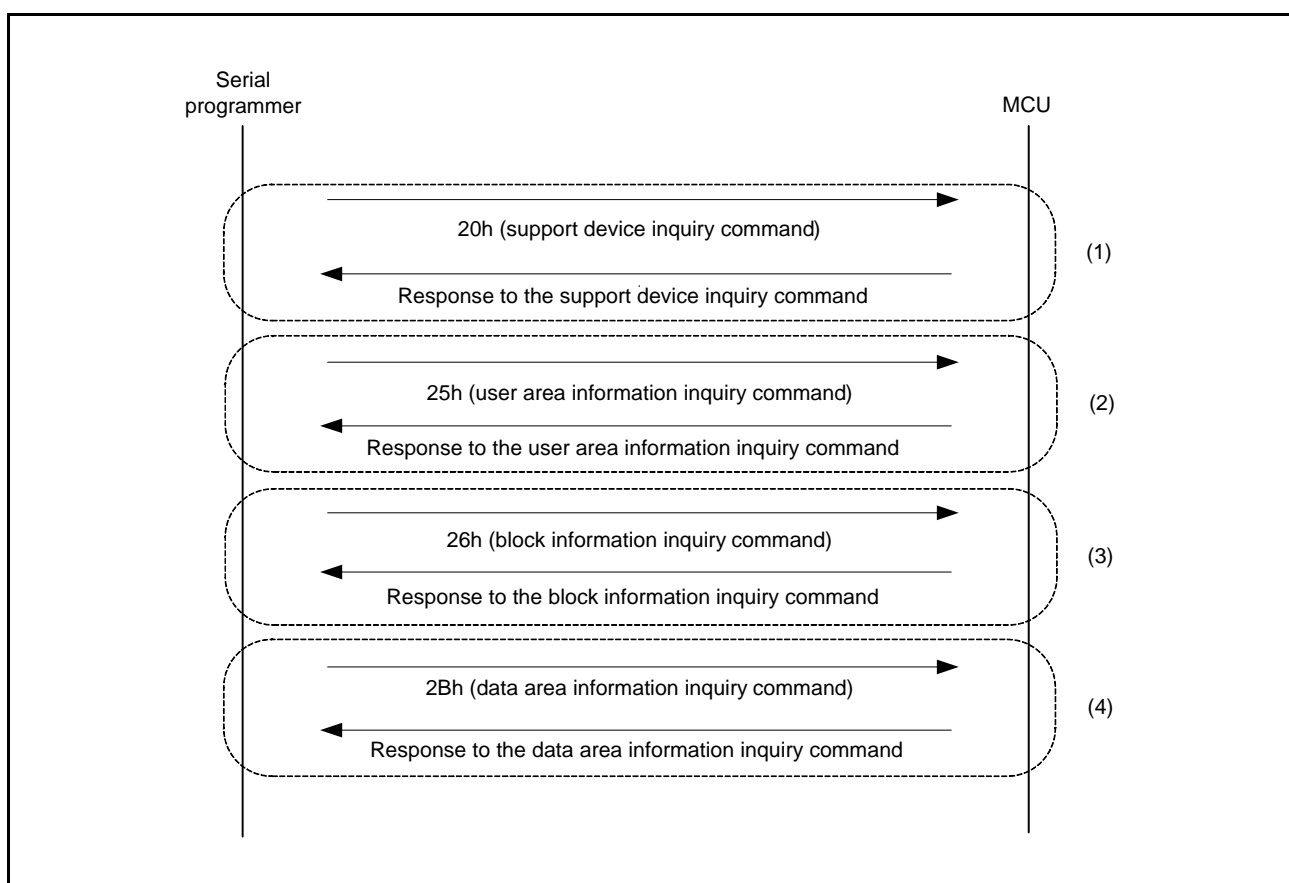 Serial
programmer
MCU
20h (support device inquiry command)
(1)
Response to the support device inquiry command
25h (user area information inquiry command)
(2)
Response to the user area information inquiry command
26h (block information inquiry command)
(3)
Response to the block information inquiry command
2Bh (data area information inquiry command)
(4)
Response to the data area information inquiry command